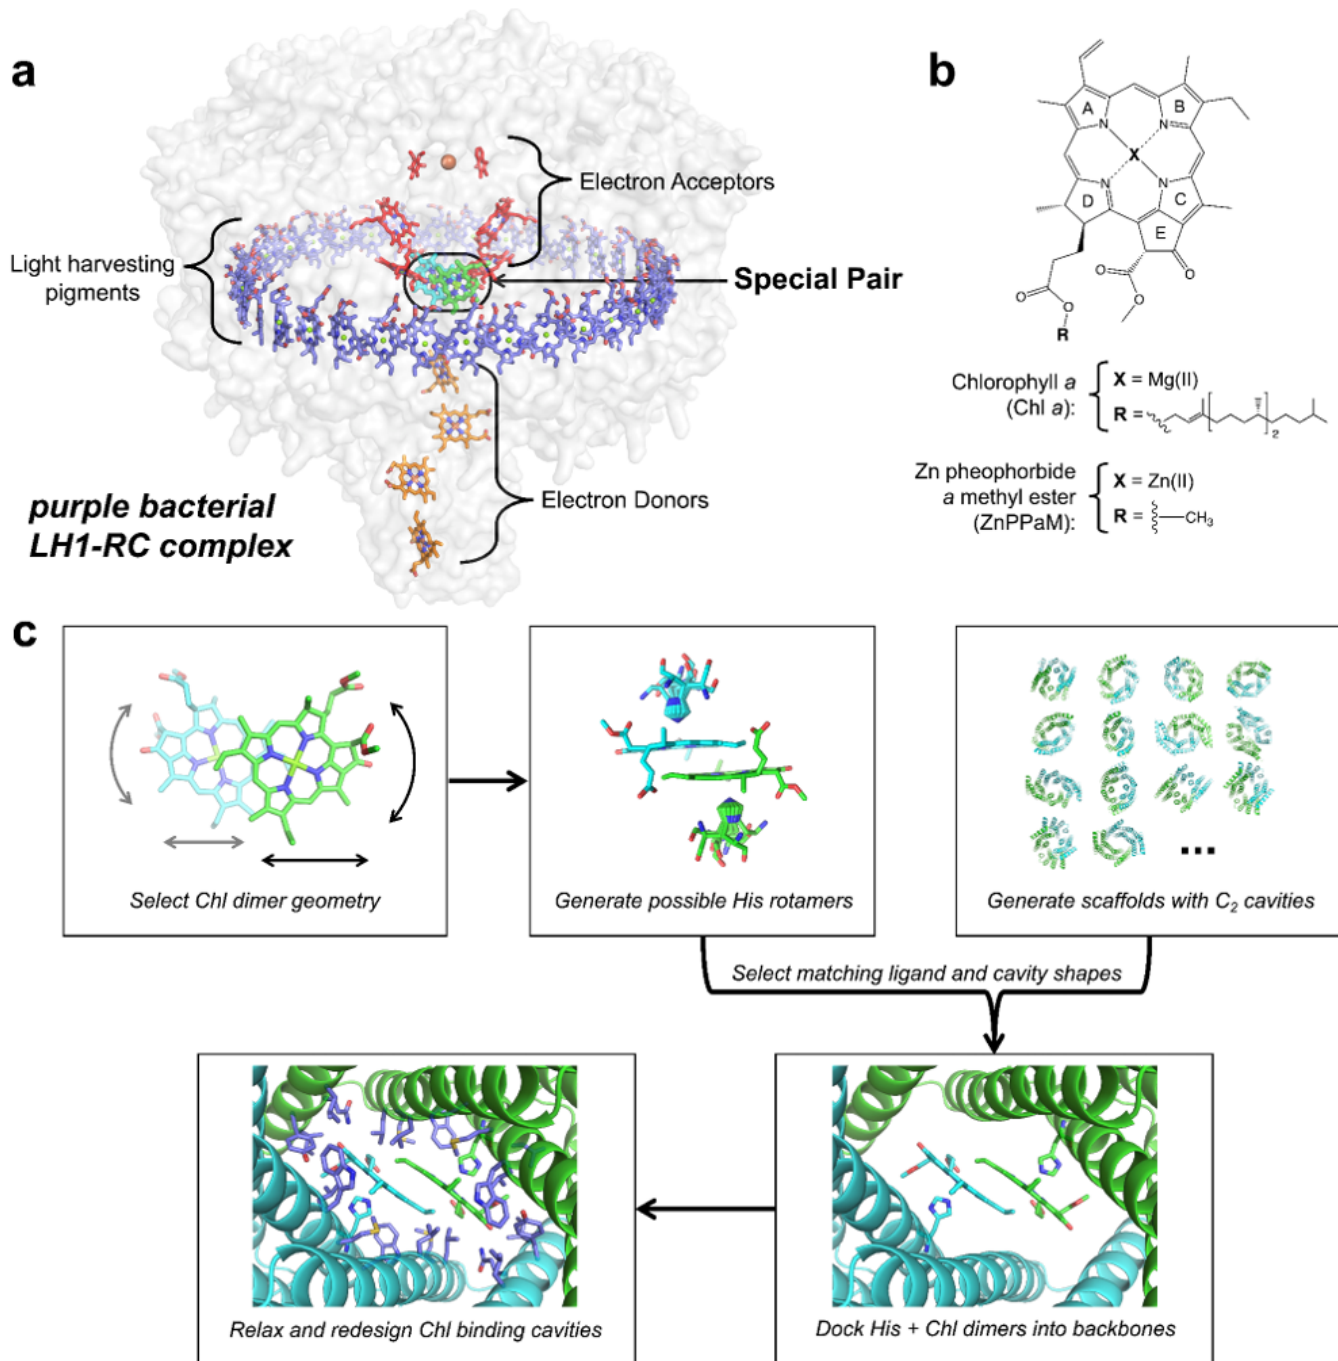 a
Electron Acceptors
Light harvesting
pigments
Special Pair
Electron Donors
purple bacterial
LH1-RC complex
b
A
B
N
N
X
N
N
D
C
E
O
O
O
O
O
R
Chlorophyll a
(Chl a):
X = Mg(II)
R =
2
Zn pheophorbide
a methyl ester
(ZnPPaM):
X = Zn(II)
R =
CH₃
c
Select Chl dimer geometry
Generate possible His rotamers
Generate scaffolds with C₂ cavities
...
Select matching ligand and cavity shapes
Relax and redesign Chl binding cavities
Dock His + Chl dimers into backbones